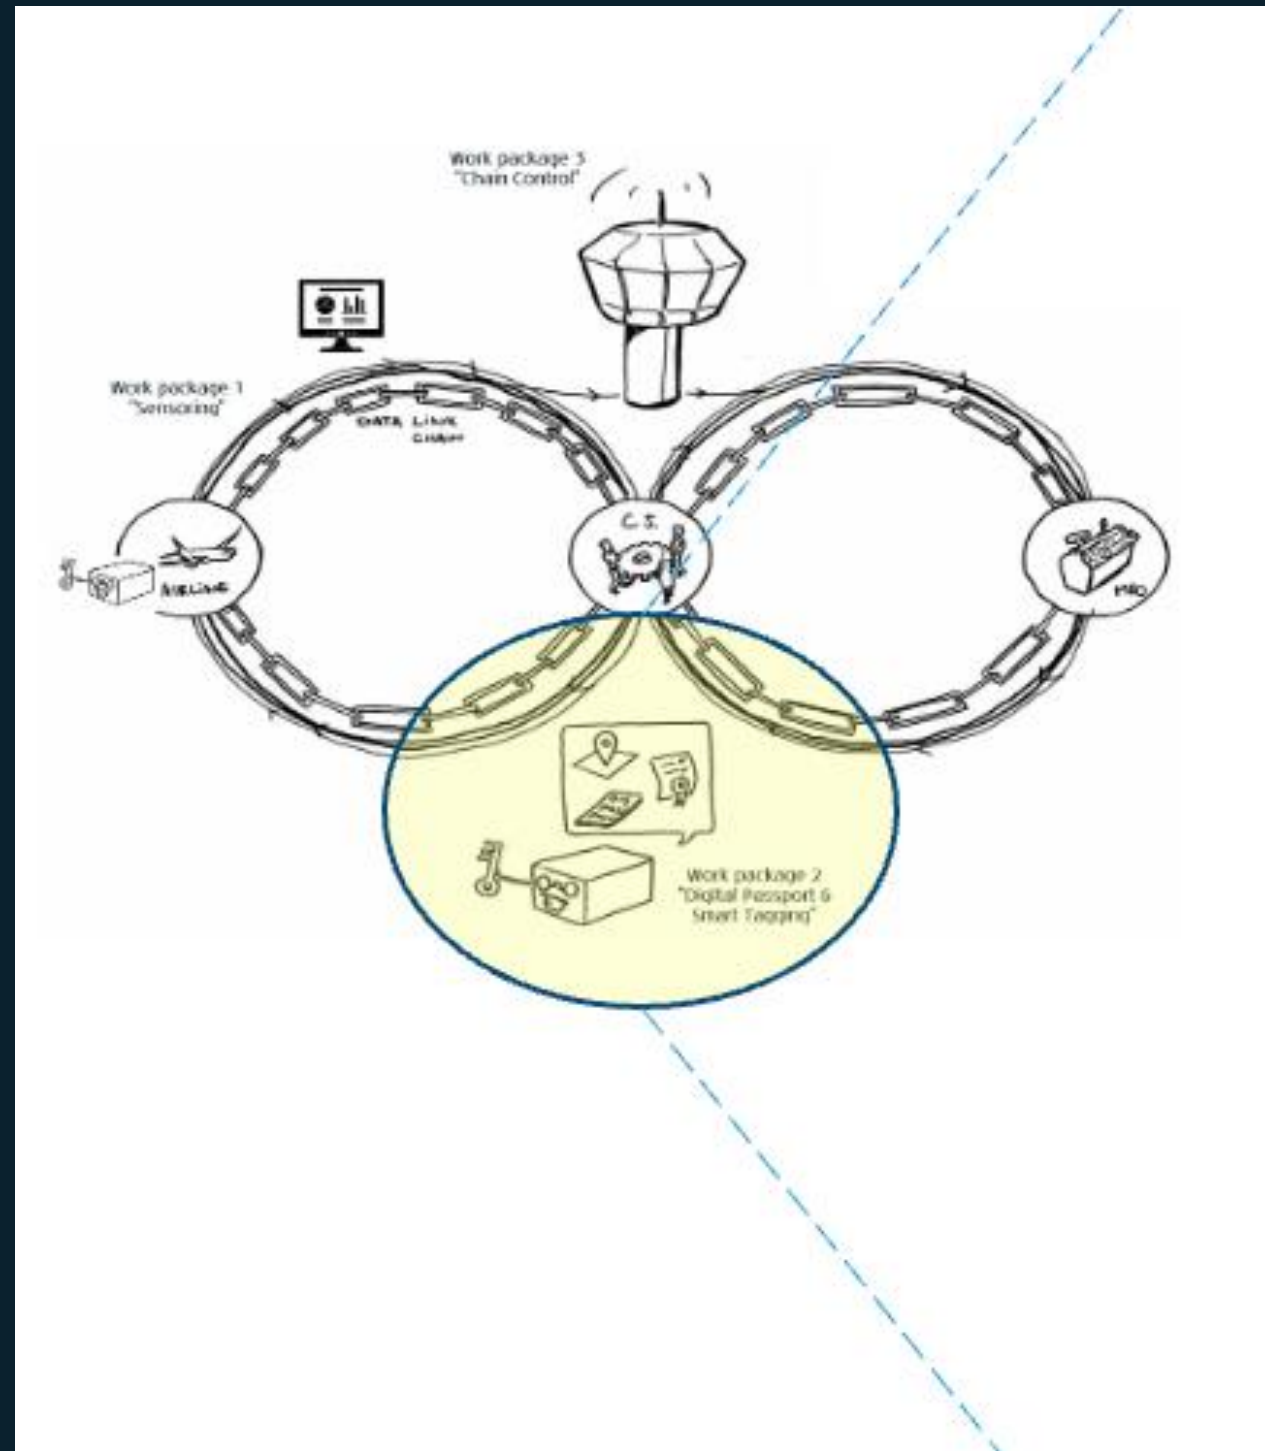 Work package 3
"Chain Control"
Work package 1
"Sensoring"
DATA LINK
C.S.
AIRLINE
MRO
Work package 2
"Digital Passport &
Smart Tagging"